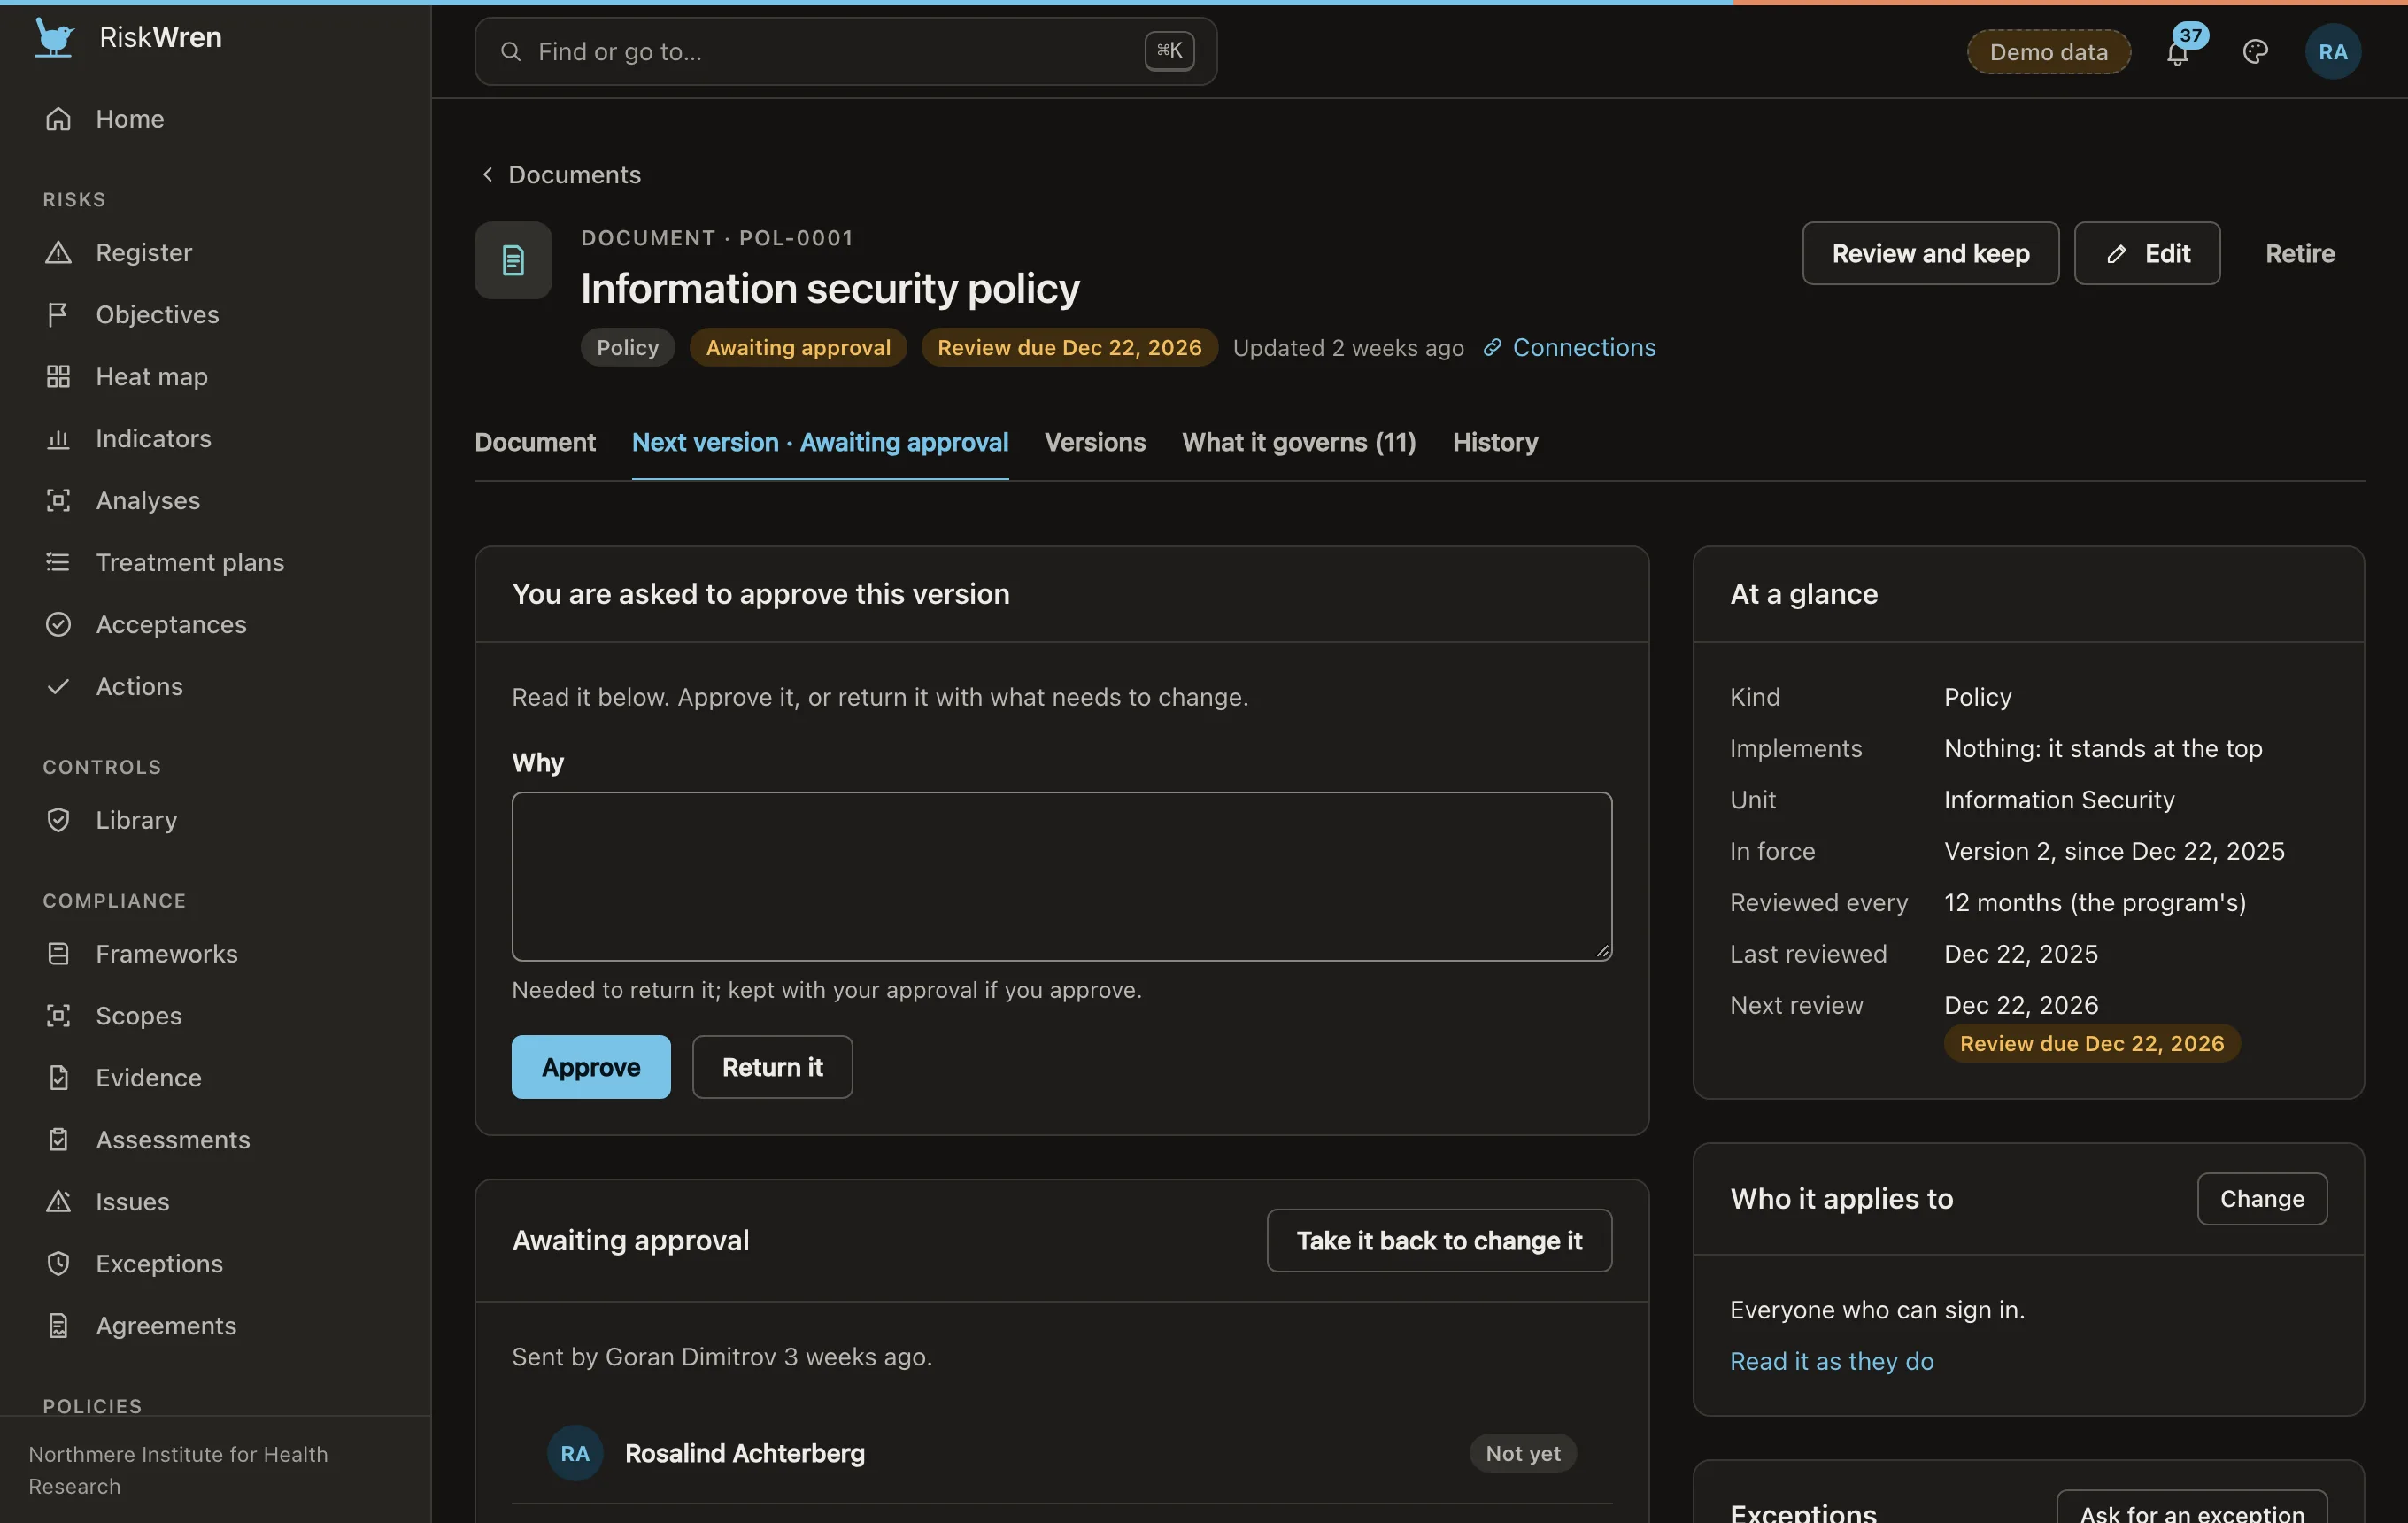 RiskWren
Find or go to...
⌘K
Demo data
37
RA
Home
RISKS
Register
Objectives
Heat map
Indicators
Analyses
Treatment plans
Acceptances
Actions
CONTROLS
Library
COMPLIANCE
Frameworks
Scopes
Evidence
Assessments
Issues
Exceptions
Agreements
POLICIES
Northmere Institute for Health
Research
Documents
DOCUMENT · POL-0001
Information security policy
Policy
Awaiting approval
Review due Dec 22, 2026
Updated 2 weeks ago
Connections
Review and keep
Edit
Retire
Document
Next version · Awaiting approval
Versions
What it governs (11)
History
You are asked to approve this version
Read it below. Approve it, or return it with what needs to change.
Why
Needed to return it; kept with your approval if you approve.
Approve
Return it
Awaiting approval
Take it back to change it
Sent by Goran Dimitrov 3 weeks ago.
RA
Rosalind Achterberg
Not yet
At a glance
Kind Policy
Implements Nothing: it stands at the top
Unit Information Security
In force Version 2, since Dec 22, 2025
Reviewed every 12 months (the program's)
Last reviewed Dec 22, 2025
Next review Dec 22, 2026
Review due Dec 22, 2026
Who it applies to
Change
Everyone who can sign in.
Read it as they do
Exceptions
Ask for an exception